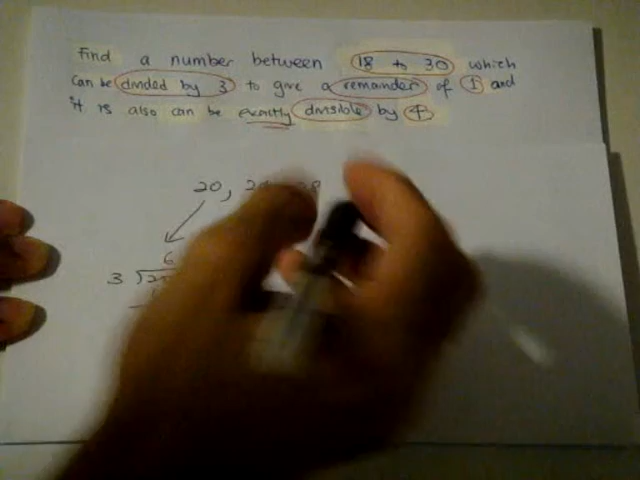 Find a number between 18 to 30 which
can be divided by 3 to give a remainder of 1 and
it is also can be exactly divisible by 4
20,
6
3